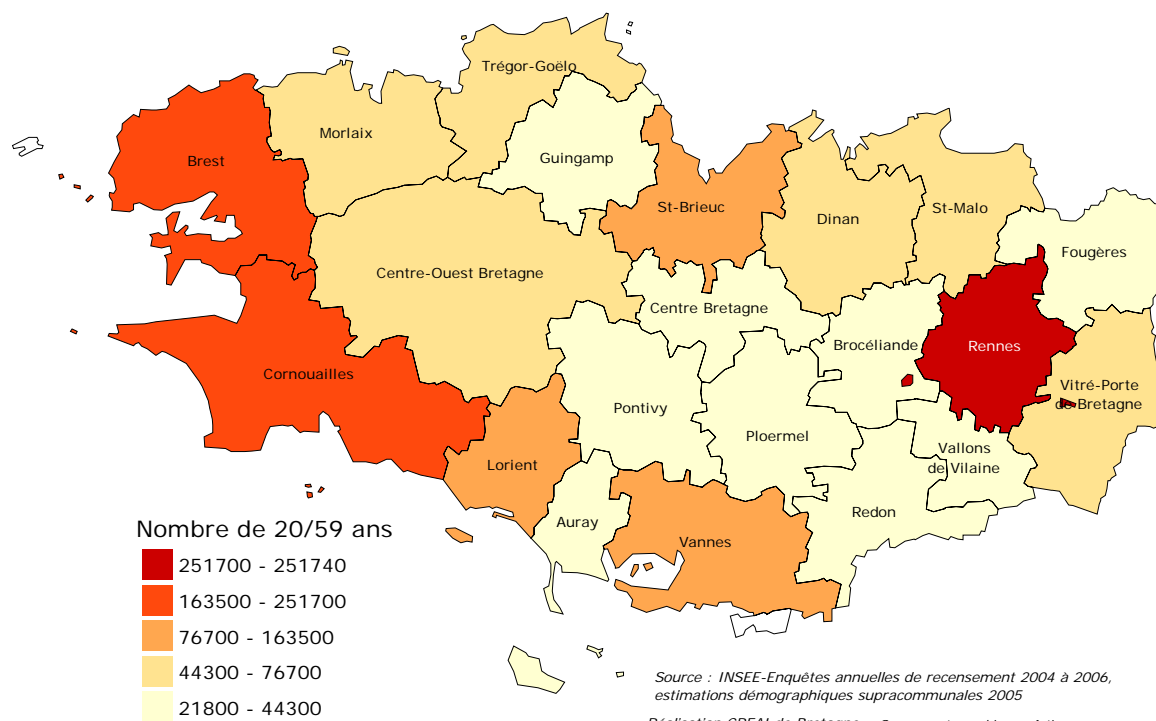 Trégor-Goëlo
Morlaix
Brest
Guingamp
St-Brieuc
Dinan
St-Malo
Fougères
Centre-Ouest Bretagne
Centre Bretagne
Brocéliande
Rennes
Cornouailles
Vitré-Porte
de Bretagne
Pontivy
Ploermel
Vallons
de Vilaine
Lorient
Auray
Vannes
Redon
Nombre de 20/59 ans
251700 - 251740
163500 - 251700
76700 - 163500
44300 - 76700
21800 - 44300
Source : INSEE-Enquêtes annuelles de recensement 2004 à 2006,
estimations démographiques supracommunales 2005